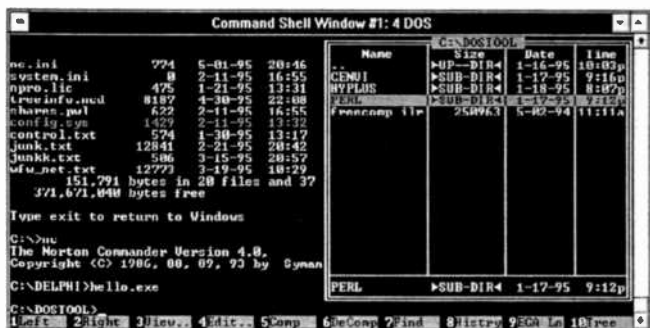 Command Shell Window #1: 4 DOS
nc.ini 774 5-01-95 20:46
system.ini 0 2-11-95 16:55
npro.lic 475 1-21-95 13:31
treeinfo.ncd 8187 4-30-95 22:08
shares.pwl 622 2-11-95 16:55
config.sys 1429 2-11-95 13:32
control.txt 574 1-30-95 13:17
junk.txt 12841 2-21-95 20:42
junkk.txt 506 3-15-95 20:57
wfw_net.txt 12773 3-19-95 10:29
151,791 bytes in 20 files and 37
371,671,040 bytes free
Type exit to return to Windows
C:\>nc
The Norton Commander Version 4.0,
Copyright (C) 1986, 88, 89, 93 by Syman
C:\DELPHI>hello.exe
C:\DOSTOOL>
C:\DOSTOOL
Name Size Date Time
.. ►UP--DIR◄ 1-16-95 10:03p
CENVI ►SUB-DIR◄ 1-17-95 9:16p
HYPLUS ►SUB-DIR◄ 1-18-95 8:07p
PERL ►SUB-DIR◄ 1-17-95 9:12p
freecomp ilr 250963 5-02-94 11:11a
PERL ►SUB-DIR◄ 1-17-95 9:12p
1Left 2Right 3View.. 4Edit.. 5Comp 6DeComp 7Find 8Histry 9EGA Ln 10Tree